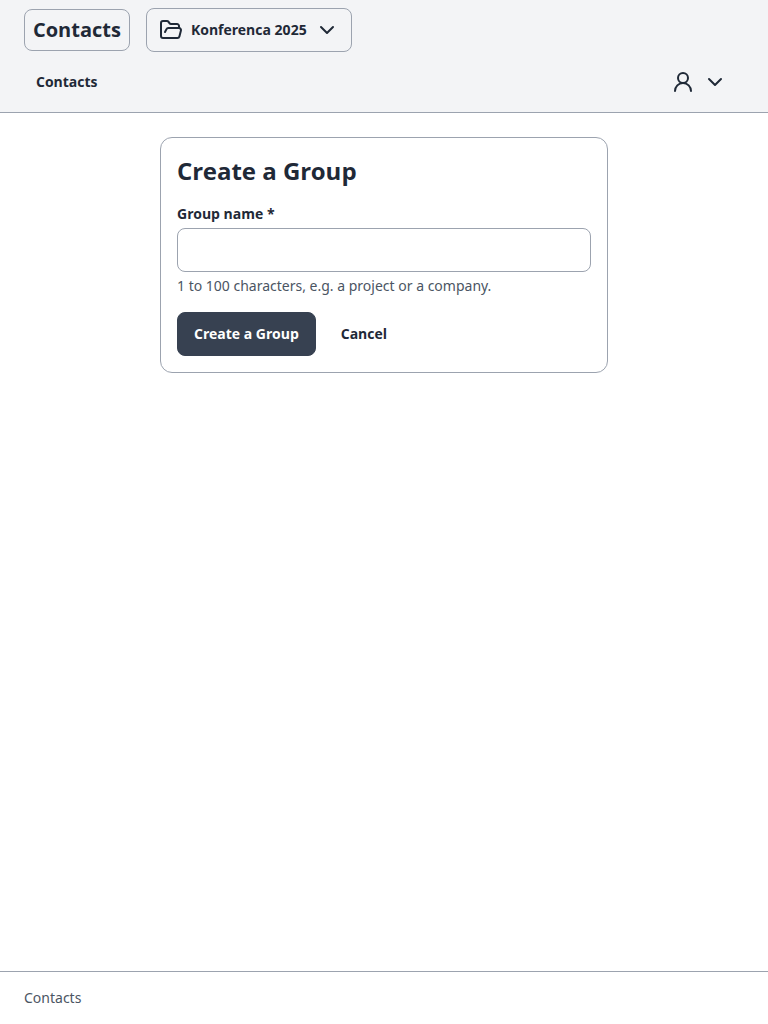 Contacts
Konferenca 2025
Contacts
Create a Group
Group name *
1 to 100 characters, e.g. a project or a company.
Create a Group
Cancel
Contacts